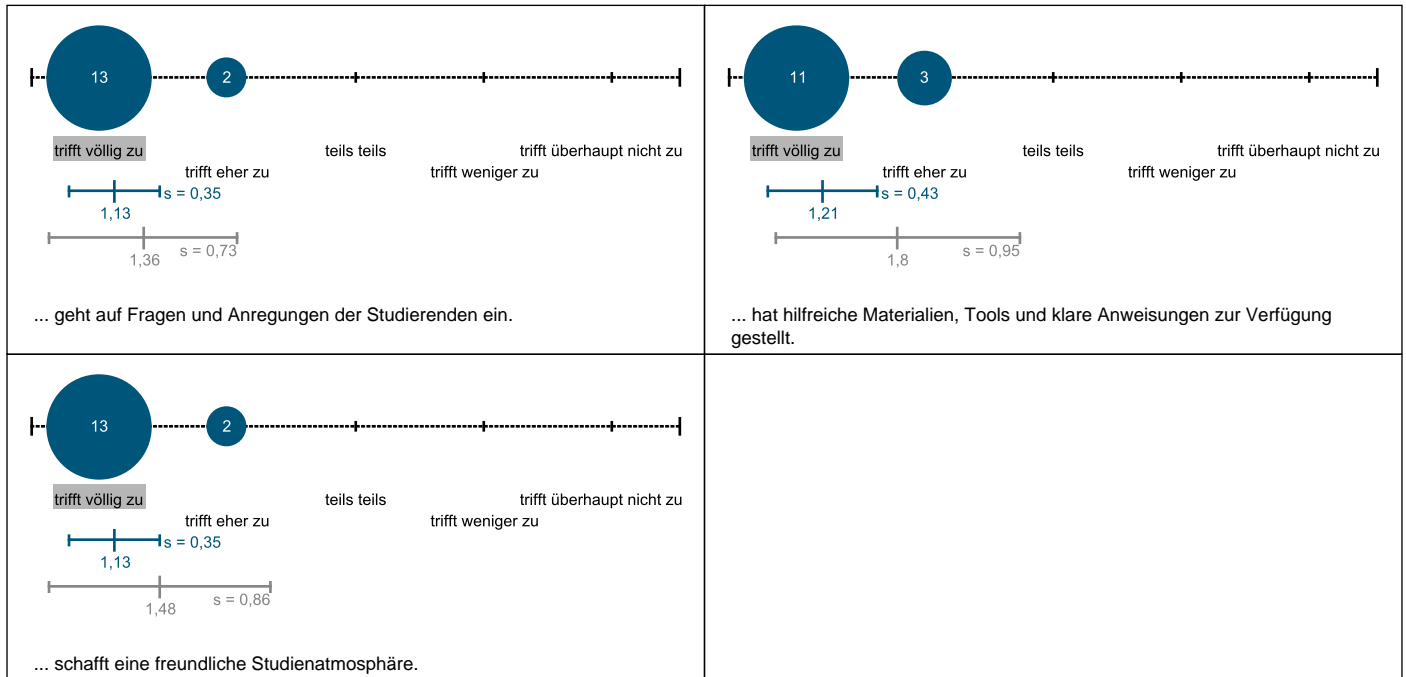 13
2
trifft völlig zu
teils teils
trifft überhaupt nicht zu
trifft eher zu
trifft weniger zu
s = 0,35
1,13
s = 0,73
1,36
... geht auf Fragen und Anregungen der Studierenden ein.
11
3
trifft völlig zu
teils teils
trifft überhaupt nicht zu
trifft eher zu
trifft weniger zu
s = 0,43
1,21
s = 0,95
1,8
... hat hilfreiche Materialien, Tools und klare Anweisungen zur Verfügung
gestellt.
13
2
trifft völlig zu
teils teils
trifft überhaupt nicht zu
trifft eher zu
trifft weniger zu
s = 0,35
1,13
s = 0,86
1,48
... schafft eine freundliche Studienatmosphäre.